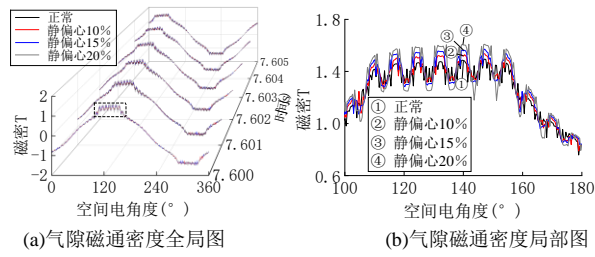 正常
静偏心10%
静偏心15%
静偏心20%
磁密T
2
1
0
-1
-2
0
120
240
360
空间电角度(°)
7.600
7.601
7.602
7.603
7.604
7.605
时间(s)
(a)气隙磁通密度全局图
磁密T
1.8
1.4
1.0
0.6
100
120
140
160
180
空间电角度(°)
④
③
②
①
① 正常
② 静偏心10%
③ 静偏心15%
④ 静偏心20%
(b)气隙磁通密度局部图